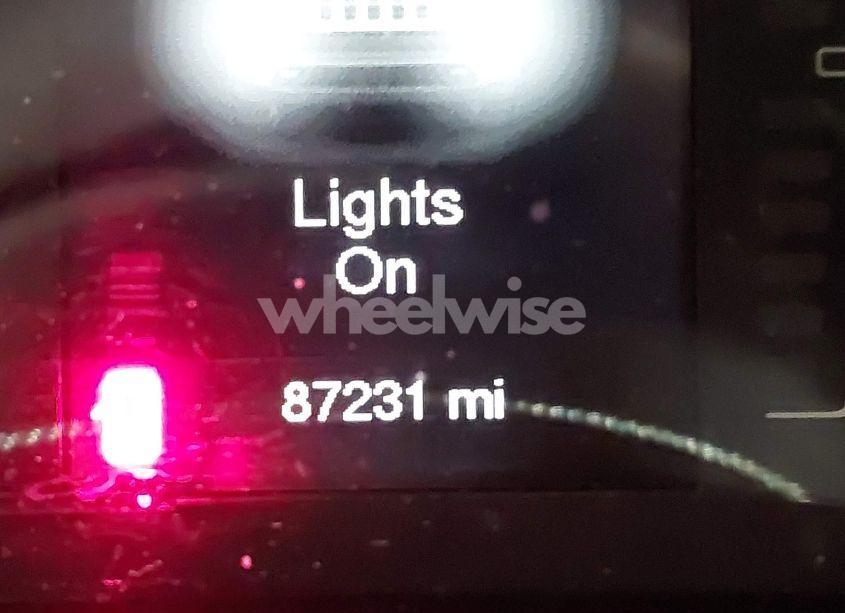 Lights
On
wheelwise
87231 mi